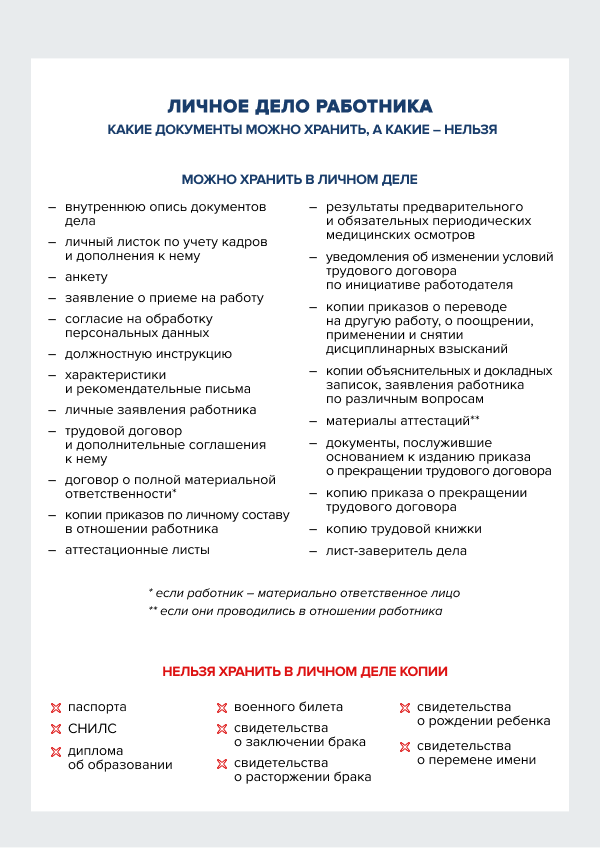 ЛИЧНОЕ ДЕЛО РАБОТНИКА
КАКИЕ ДОКУМЕНТЫ МОЖНО ХРАНИТЬ, А КАКИЕ – НЕЛЬЗЯ
МОЖНО ХРАНИТЬ В ЛИЧНОМ ДЕЛЕ
– внутреннюю опись документов
дела
– личный листок по учету кадров
и дополнения к нему
– анкету
– заявление о приеме на работу
– согласие на обработку
персональных данных
– должностную инструкцию
– характеристики
и рекомендательные письма
– личные заявления работника
– трудовой договор
и дополнительные соглашения
к нему
– договор о полной материальной
ответственности*
– копии приказов по личному составу
в отношении работника
– аттестационные листы
– результаты предварительного
и обязательных периодических
медицинских осмотров
– уведомления об изменении условий
трудового договора
по инициативе работодателя
– копии приказов о переводе
на другую работу, о поощрении,
применении и снятии
дисциплинарных взысканий
– копии объяснительных и докладных
записок, заявления работника
по различным вопросам
– материалы аттестаций**
– документы, послужившие
основанием к изданию приказа
о прекращении трудового договора
– копию приказа о прекращении
трудового договора
– копию трудовой книжки
– лист-заверитель дела
* если работник – материально ответственное лицо
** если они проводились в отношении работника
НЕЛЬЗЯ ХРАНИТЬ В ЛИЧНОМ ДЕЛЕ КОПИИ
паспорта
СНИЛС
диплома
об образовании
военного билета
свидетельства
о заключении брака
свидетельства
о расторжении брака
свидетельства
о рождении ребенка
свидетельства
о перемене имени